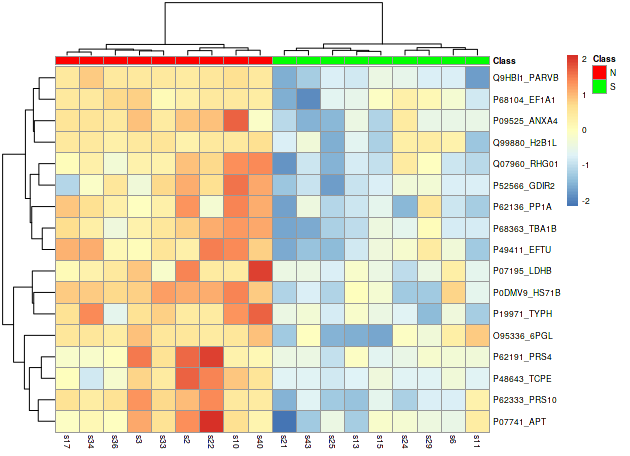 Class
Q9HBI1_PARVB
P68104_EF1A1
P09525_ANXA4
Q99880_H2B1L
Q07960_RHG01
P52566_GDIR2
P62136_PP1A
P68363_TBA1B
P49411_EFTU
P07195_LDHB
P0DMV9_HS71B
P19971_TYPH
O95336_6PGL
P62191_PRS4
P48643_TCPE
P62333_PRS10
P07741_APT
s17 s34 s36 s3 s33 s2 s22 s10 s40 s21 s43 s25 s13 s15 s24 s29 s6 s11
2
1
0
-1
-2
Class
N
S